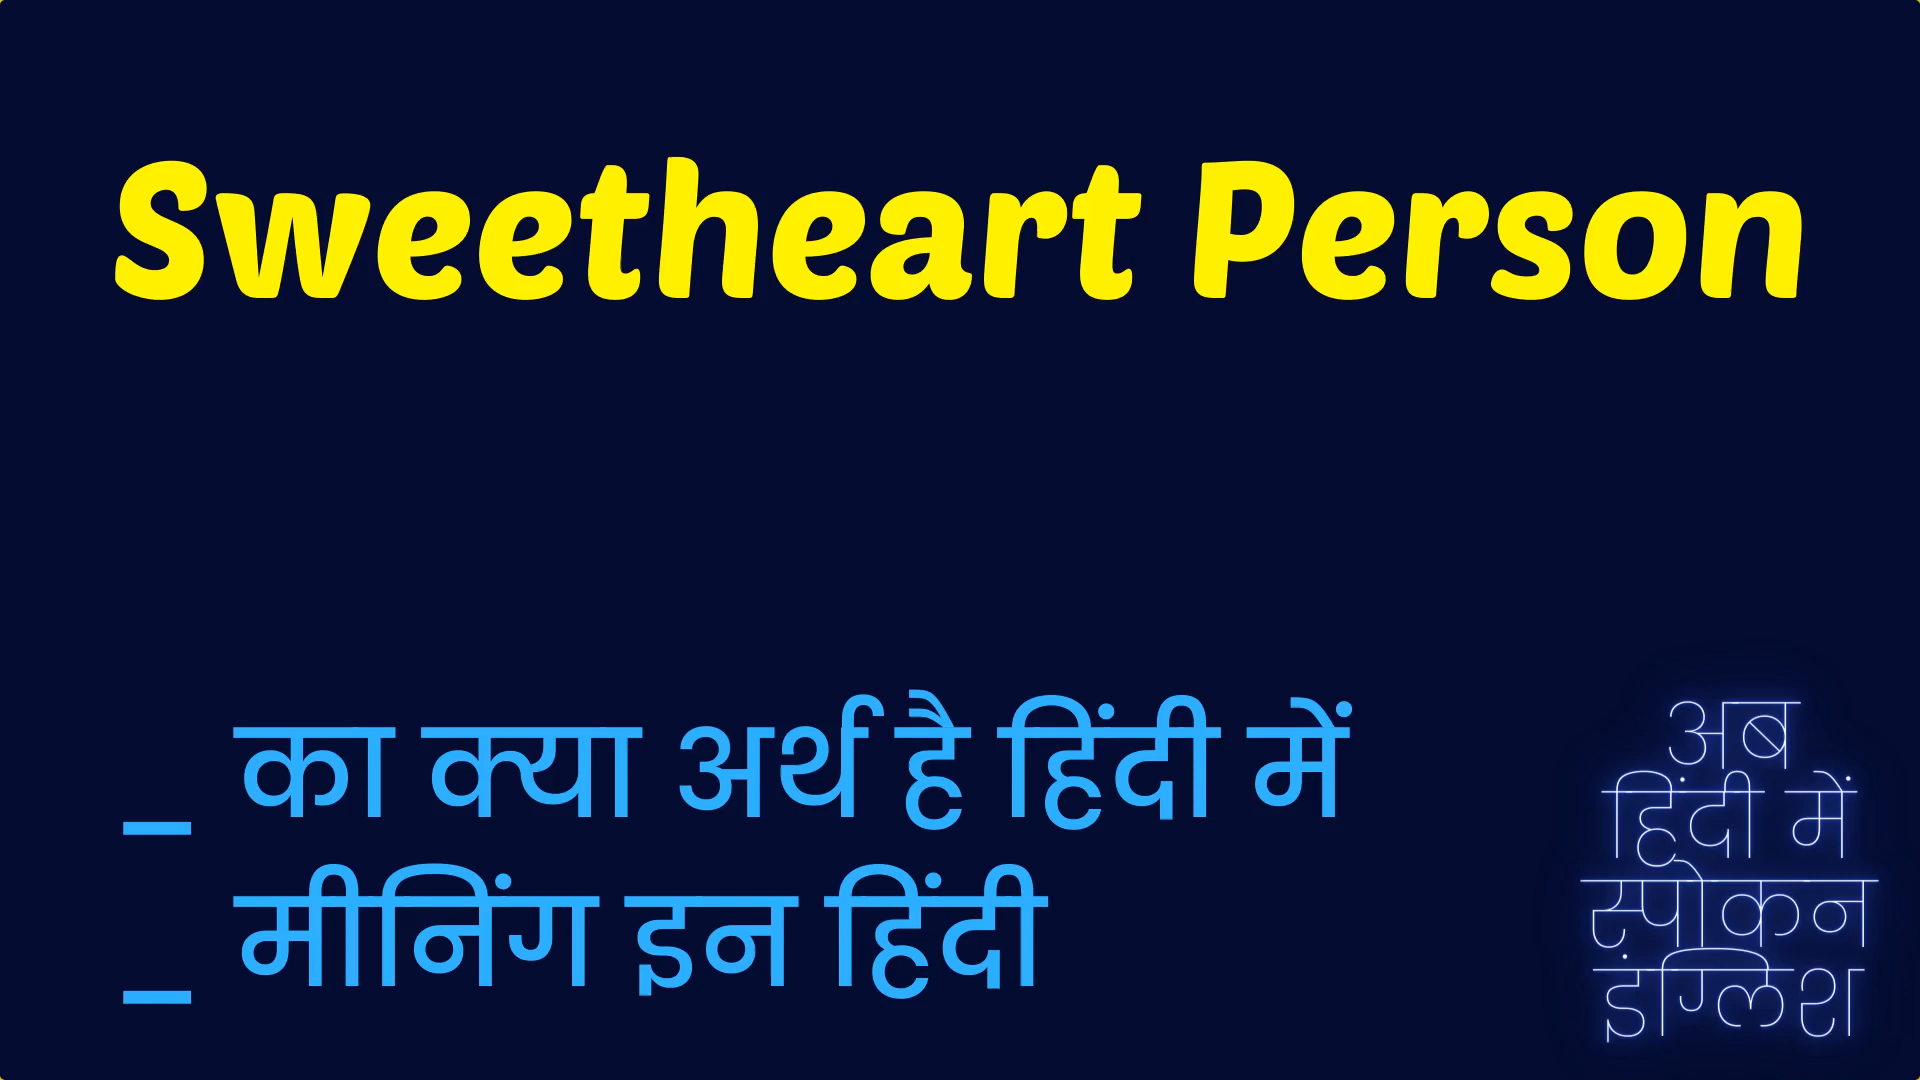 Sweetheart Person
_ का क्या अर्थ है हिंदी में
_ मीनिंग इन हिंदी
अब
हिंदी में
स्पोकन
इंग्लिश